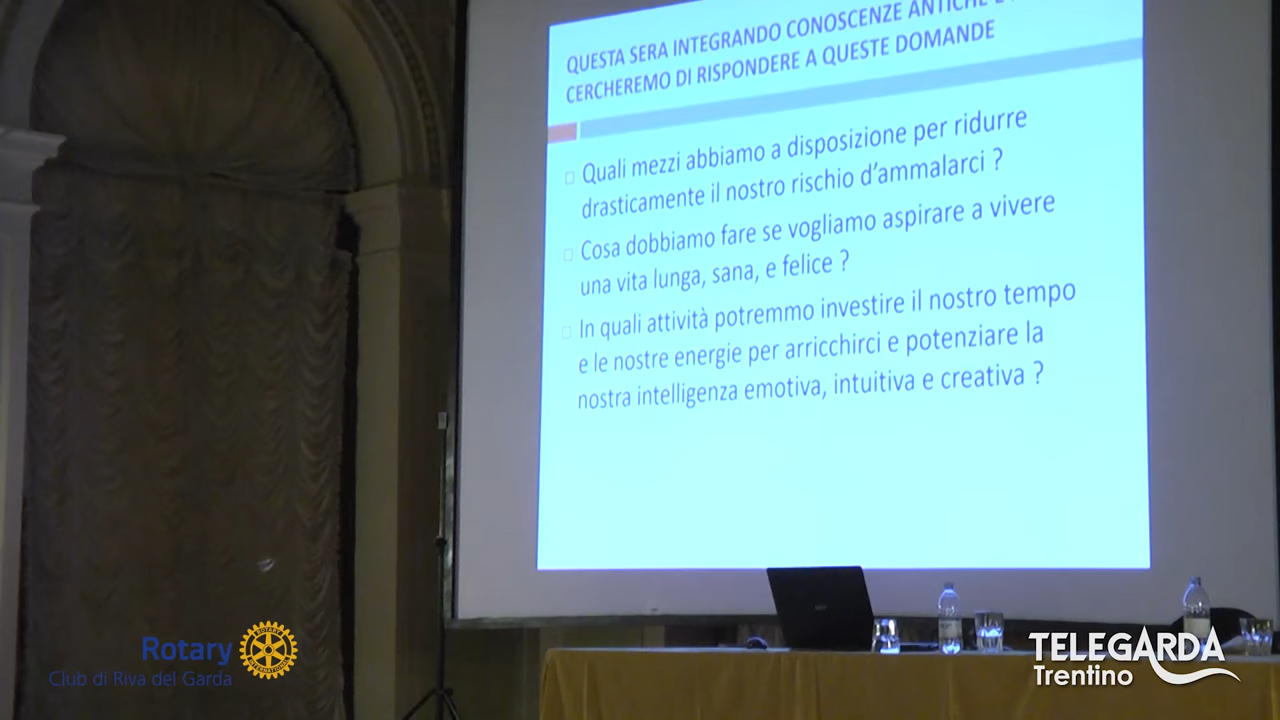 QUESTA SERA INTEGRANDO CONOSCENZE ANTICHE E
CERCHEREMO DI RISPONDERE A QUESTE DOMANDE
Quali mezzi abbiamo a disposizione per ridurre
drasticamente il nostro rischio d'ammalarci ?
Cosa dobbiamo fare se vogliamo aspirare a vivere
una vita lunga, sana, e felice ?
In quali attività potremmo investire il nostro tempo
e le nostre energie per arricchirci e potenziare la
nostra intelligenza emotiva, intuitiva e creativa ?
Rotary
Club di Riva del Garda
ROTARY
INTERNATIONAL
TELEGARDA
Trentino